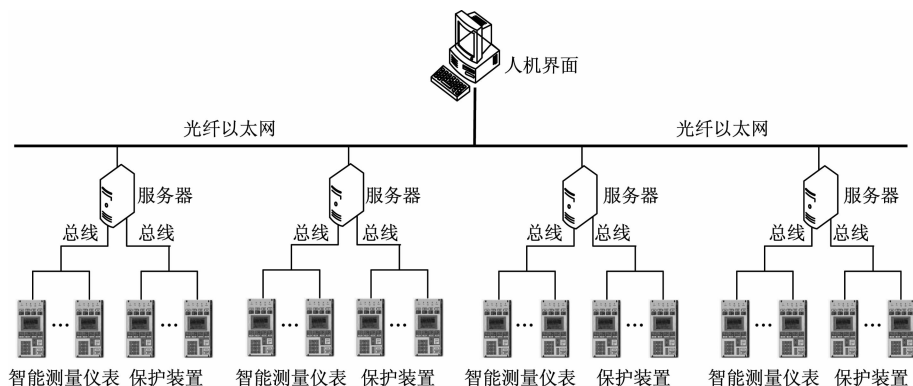 人机界面
光纤以太网 光纤以太网
服务器 服务器 服务器 服务器
总线 总线 总线 总线 总线 总线 总线 总线
智能测量仪表 保护装置 智能测量仪表 保护装置 智能测量仪表 保护装置 智能测量仪表 保护装置